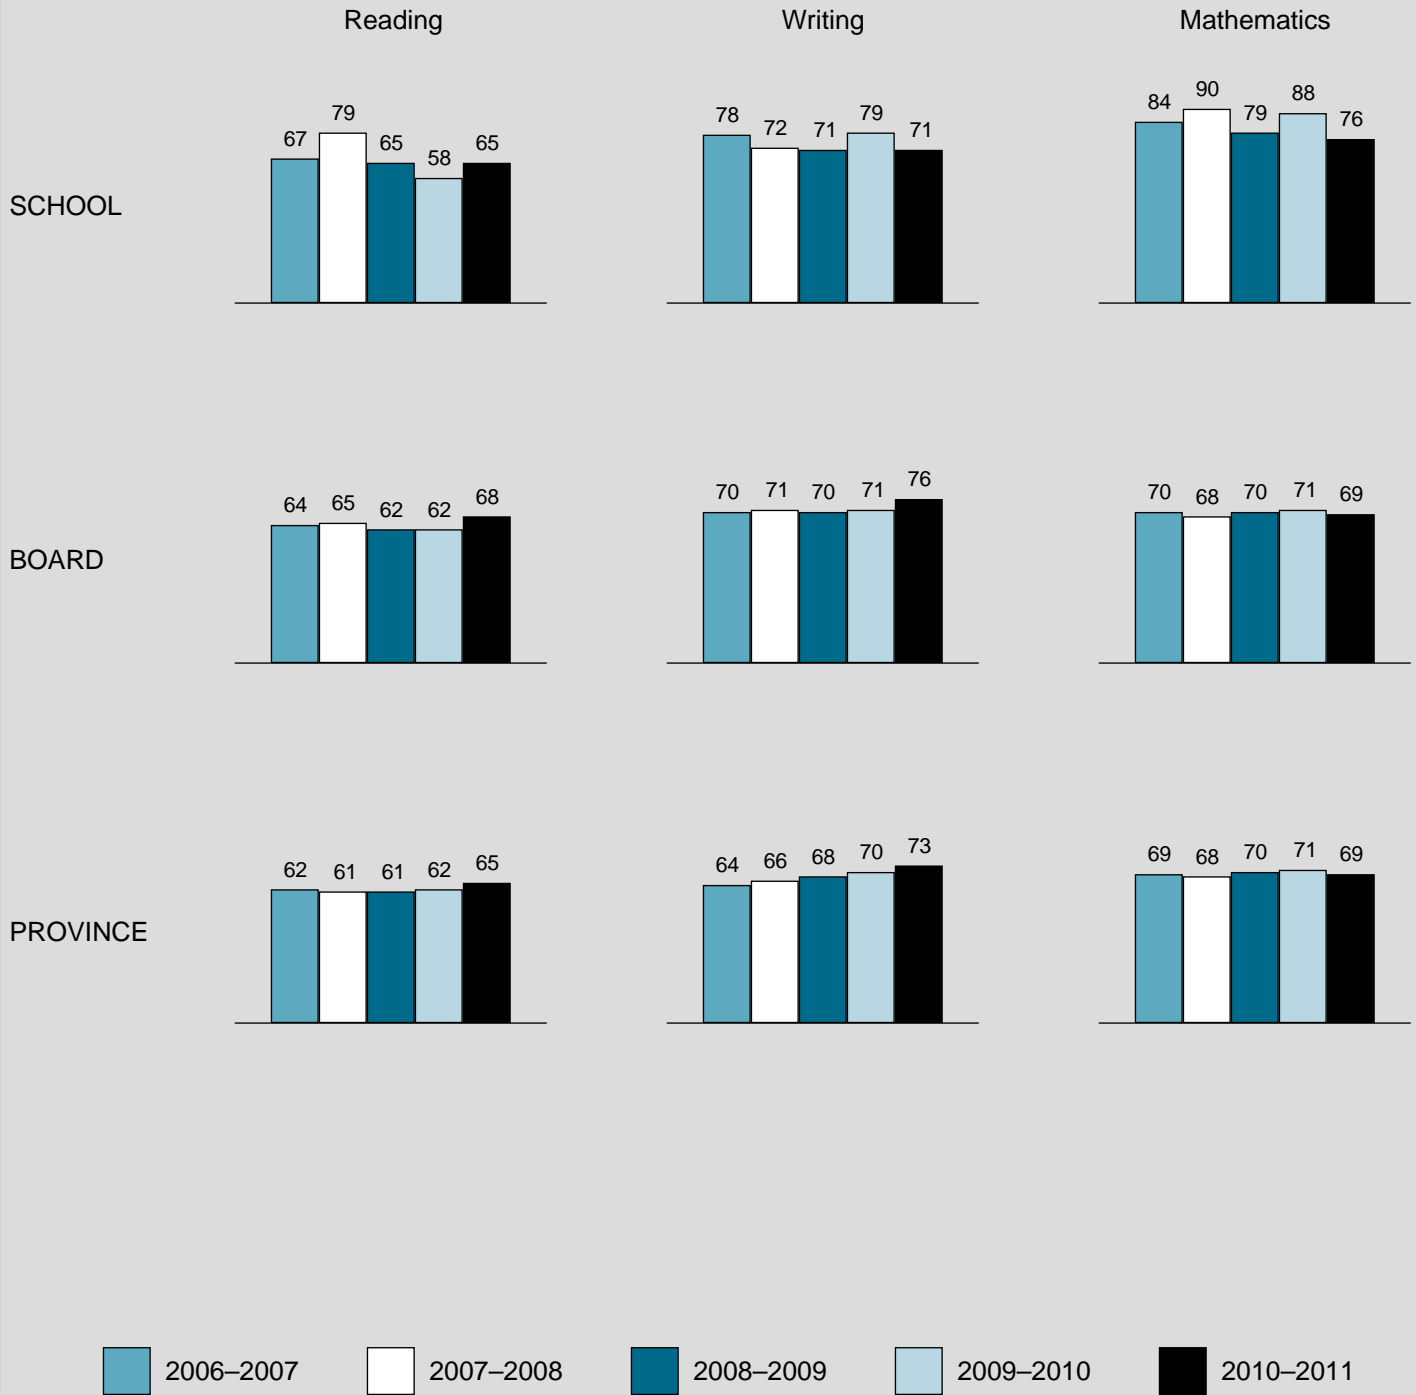 Reading Writing Mathematics
SCHOOL
67 79 65 58 65
78 72 71 79 71
84 90 79 88 76
BOARD
64 65 62 62 68
70 71 70 71 76
70 68 70 71 69
PROVINCE
62 61 61 62 65
64 66 68 70 73
69 68 70 71 69
2006–2007 2007–2008 2008–2009 2009–2010 2010–2011